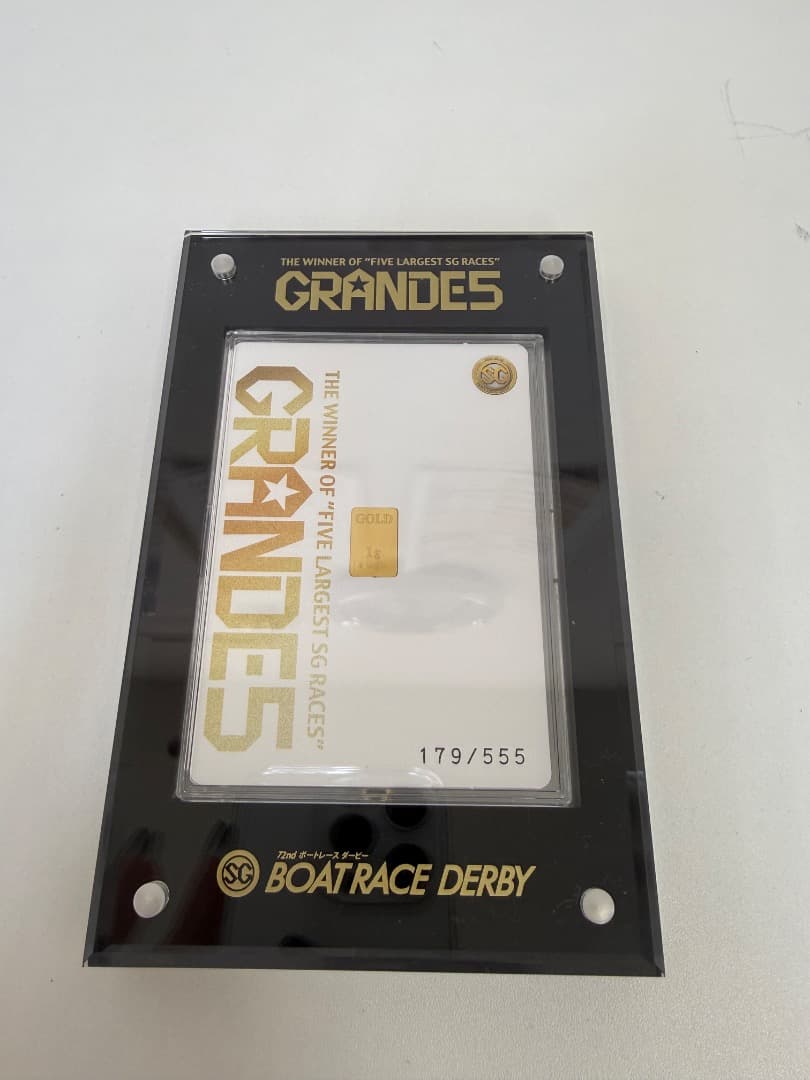 THE WINNER OF "FIVE LARGEST SG RACES"
GRANDE5
SG
THE WINNER OF "FIVE LARGEST SG RACES"
GRANDE5
GOLD
1g
179/555
72nd ボートレース ダービー
SG BOATRACE DERBY